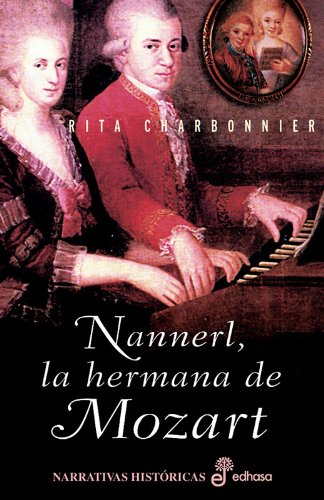 RITA CHARBONNIER
Nannerl,
la hermana de
Mozart
NARRATIVAS HISTÓRICAS edhasa